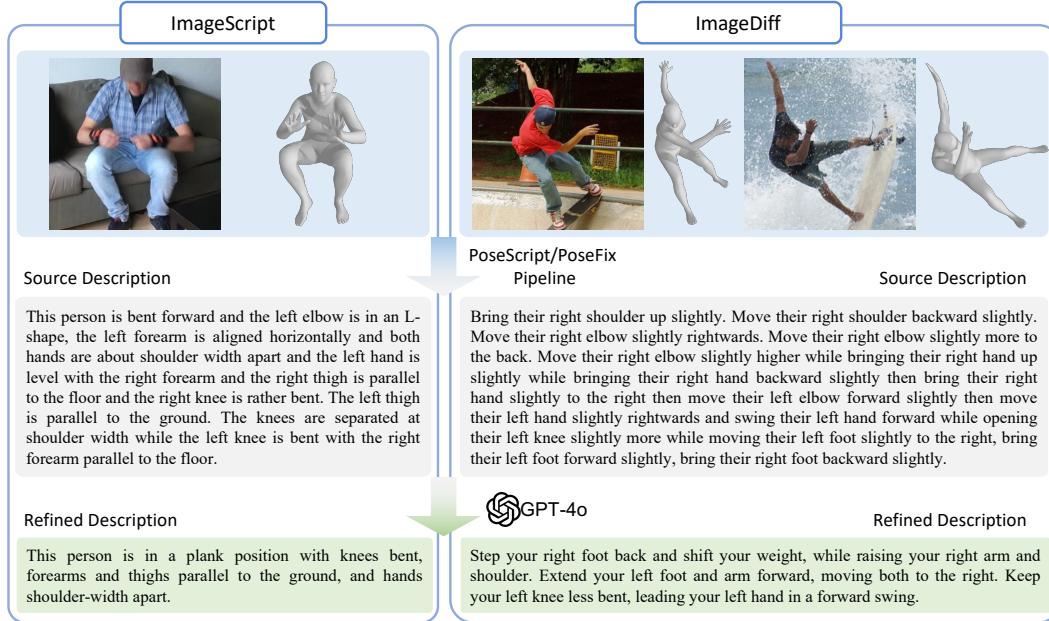 ImageScript
ImageDiff
PoseScript/PoseFix
Pipeline
Source Description
Source Description
This person is bent forward and the left elbow is in an L-
shape, the left forearm is aligned horizontally and both
hands are about shoulder width apart and the left hand is
level with the right forearm and the right thigh is parallel
to the floor and the right knee is rather bent. The left thigh
is parallel to the ground. The knees are separated at
shoulder width while the left knee is bent with the right
forearm parallel to the floor.
Bring their right shoulder up slightly. Move their right shoulder backward slightly.
Move their right elbow slightly rightwards. Move their right elbow slightly more to
the back. Move their right elbow slightly higher while bringing their right hand up
slightly while bringing their right hand backward slightly then bring their right
hand slightly to the right then move their left elbow forward slightly then move
their left hand slightly rightwards and swing their left hand forward while opening
their left knee slightly more while moving their left foot slightly to the right, bring
their left foot forward slightly, bring their right foot backward slightly.
GPT-4o
Refined Description
Refined Description
This person is in a plank position with knees bent,
forearms and thighs parallel to the ground, and hands
shoulder-width apart.
Step your right foot back and shift your weight, while raising your right arm and
shoulder. Extend your left foot and arm forward, moving both to the right. Keep
your left knee less bent, leading your left hand in a forward swing.